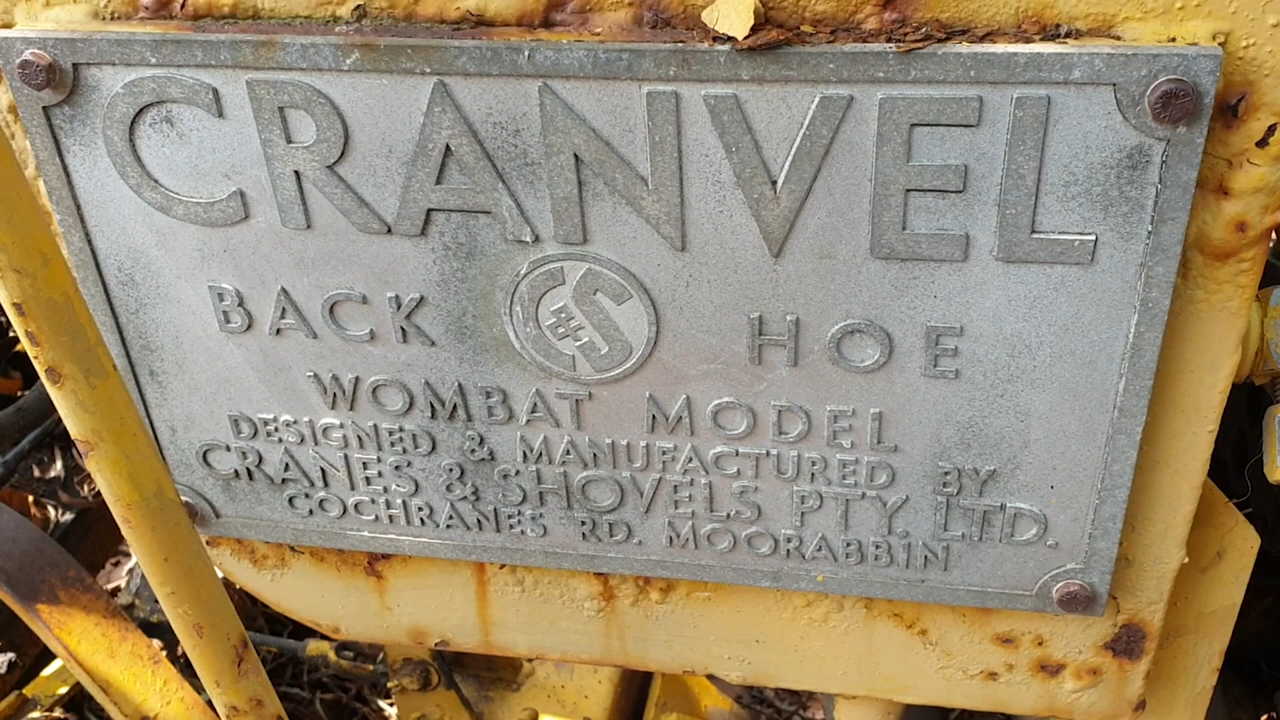 CRANVEL
BACK HOE
C&S
WOMBAT MODEL
DESIGNED & MANUFACTURED BY
CRANES & SHOVELS PTY. LTD.
COCHRANES RD. MOORABBIN